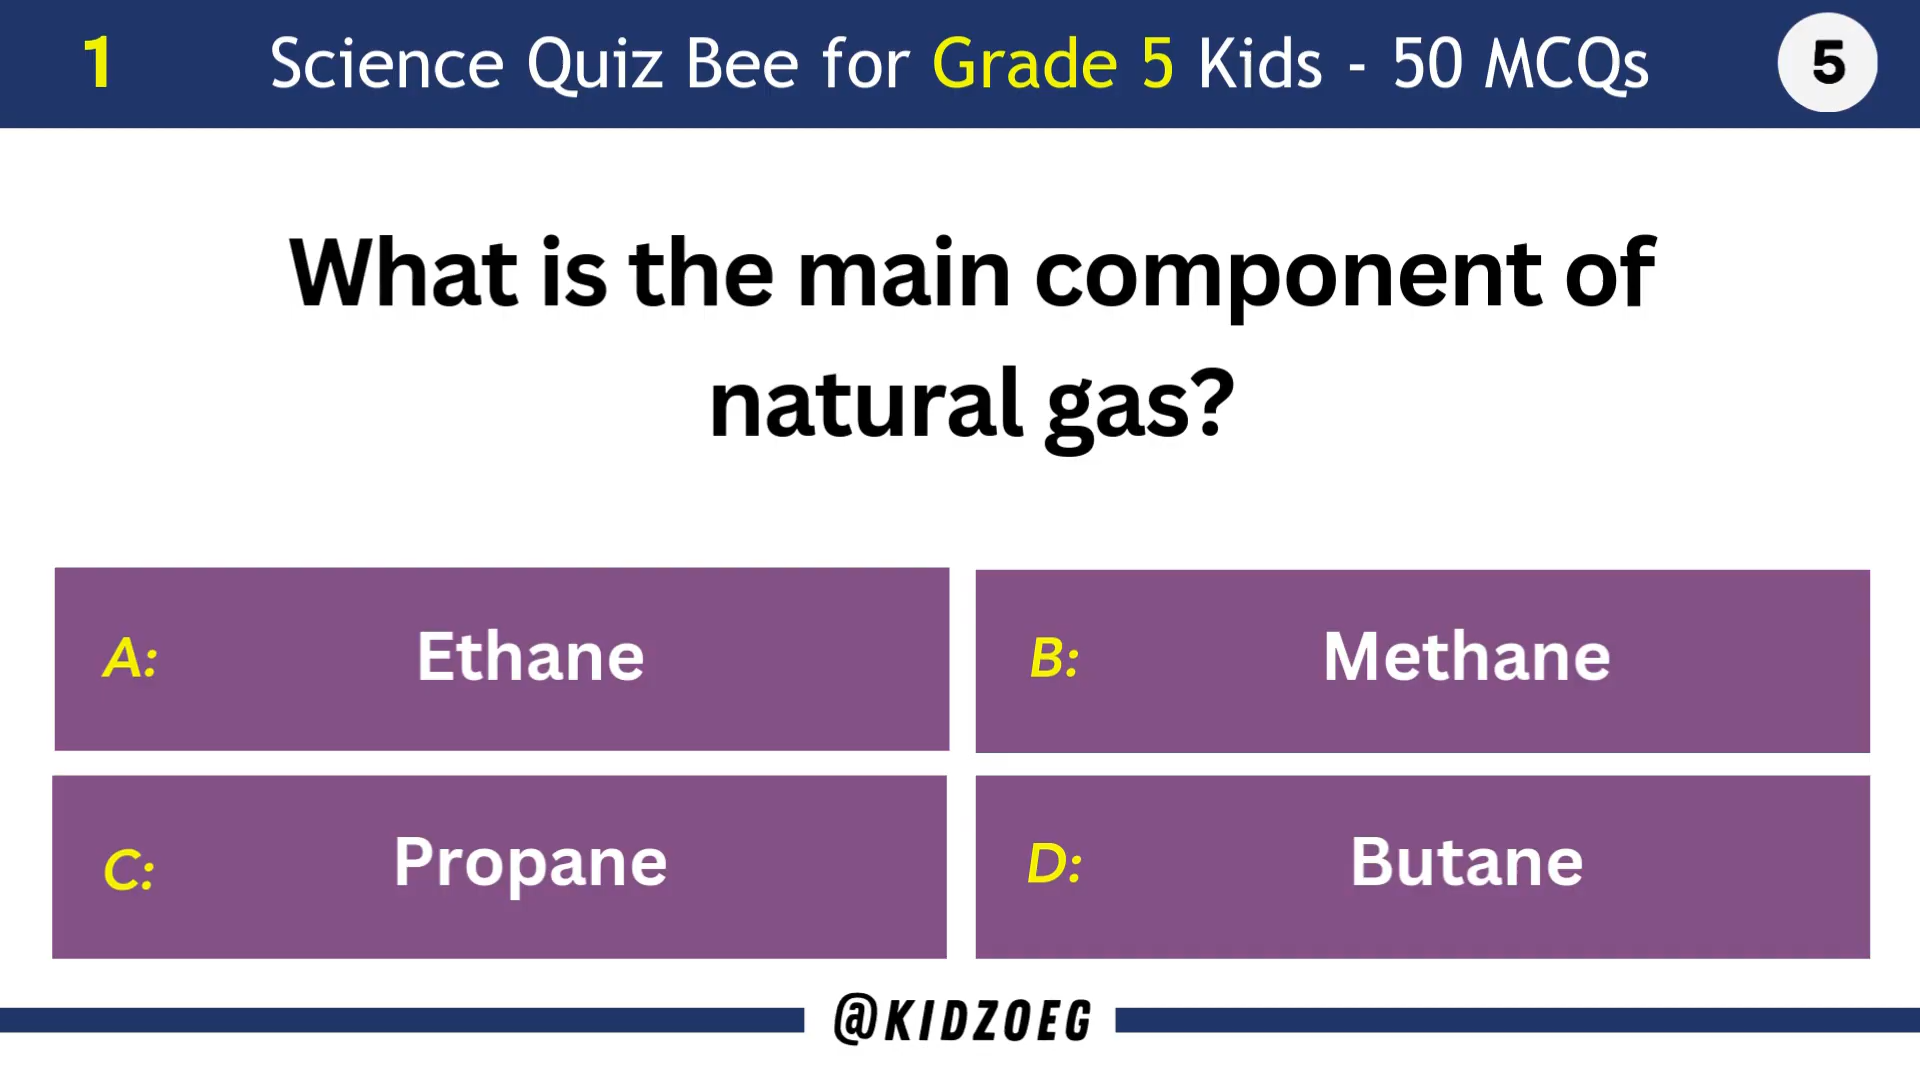 1
Science Quiz Bee for Grade 5 Kids - 50 MCQs
5
What is the main component of
natural gas?
A: Ethane
B: Methane
C: Propane
D: Butane
@KIDZOEG